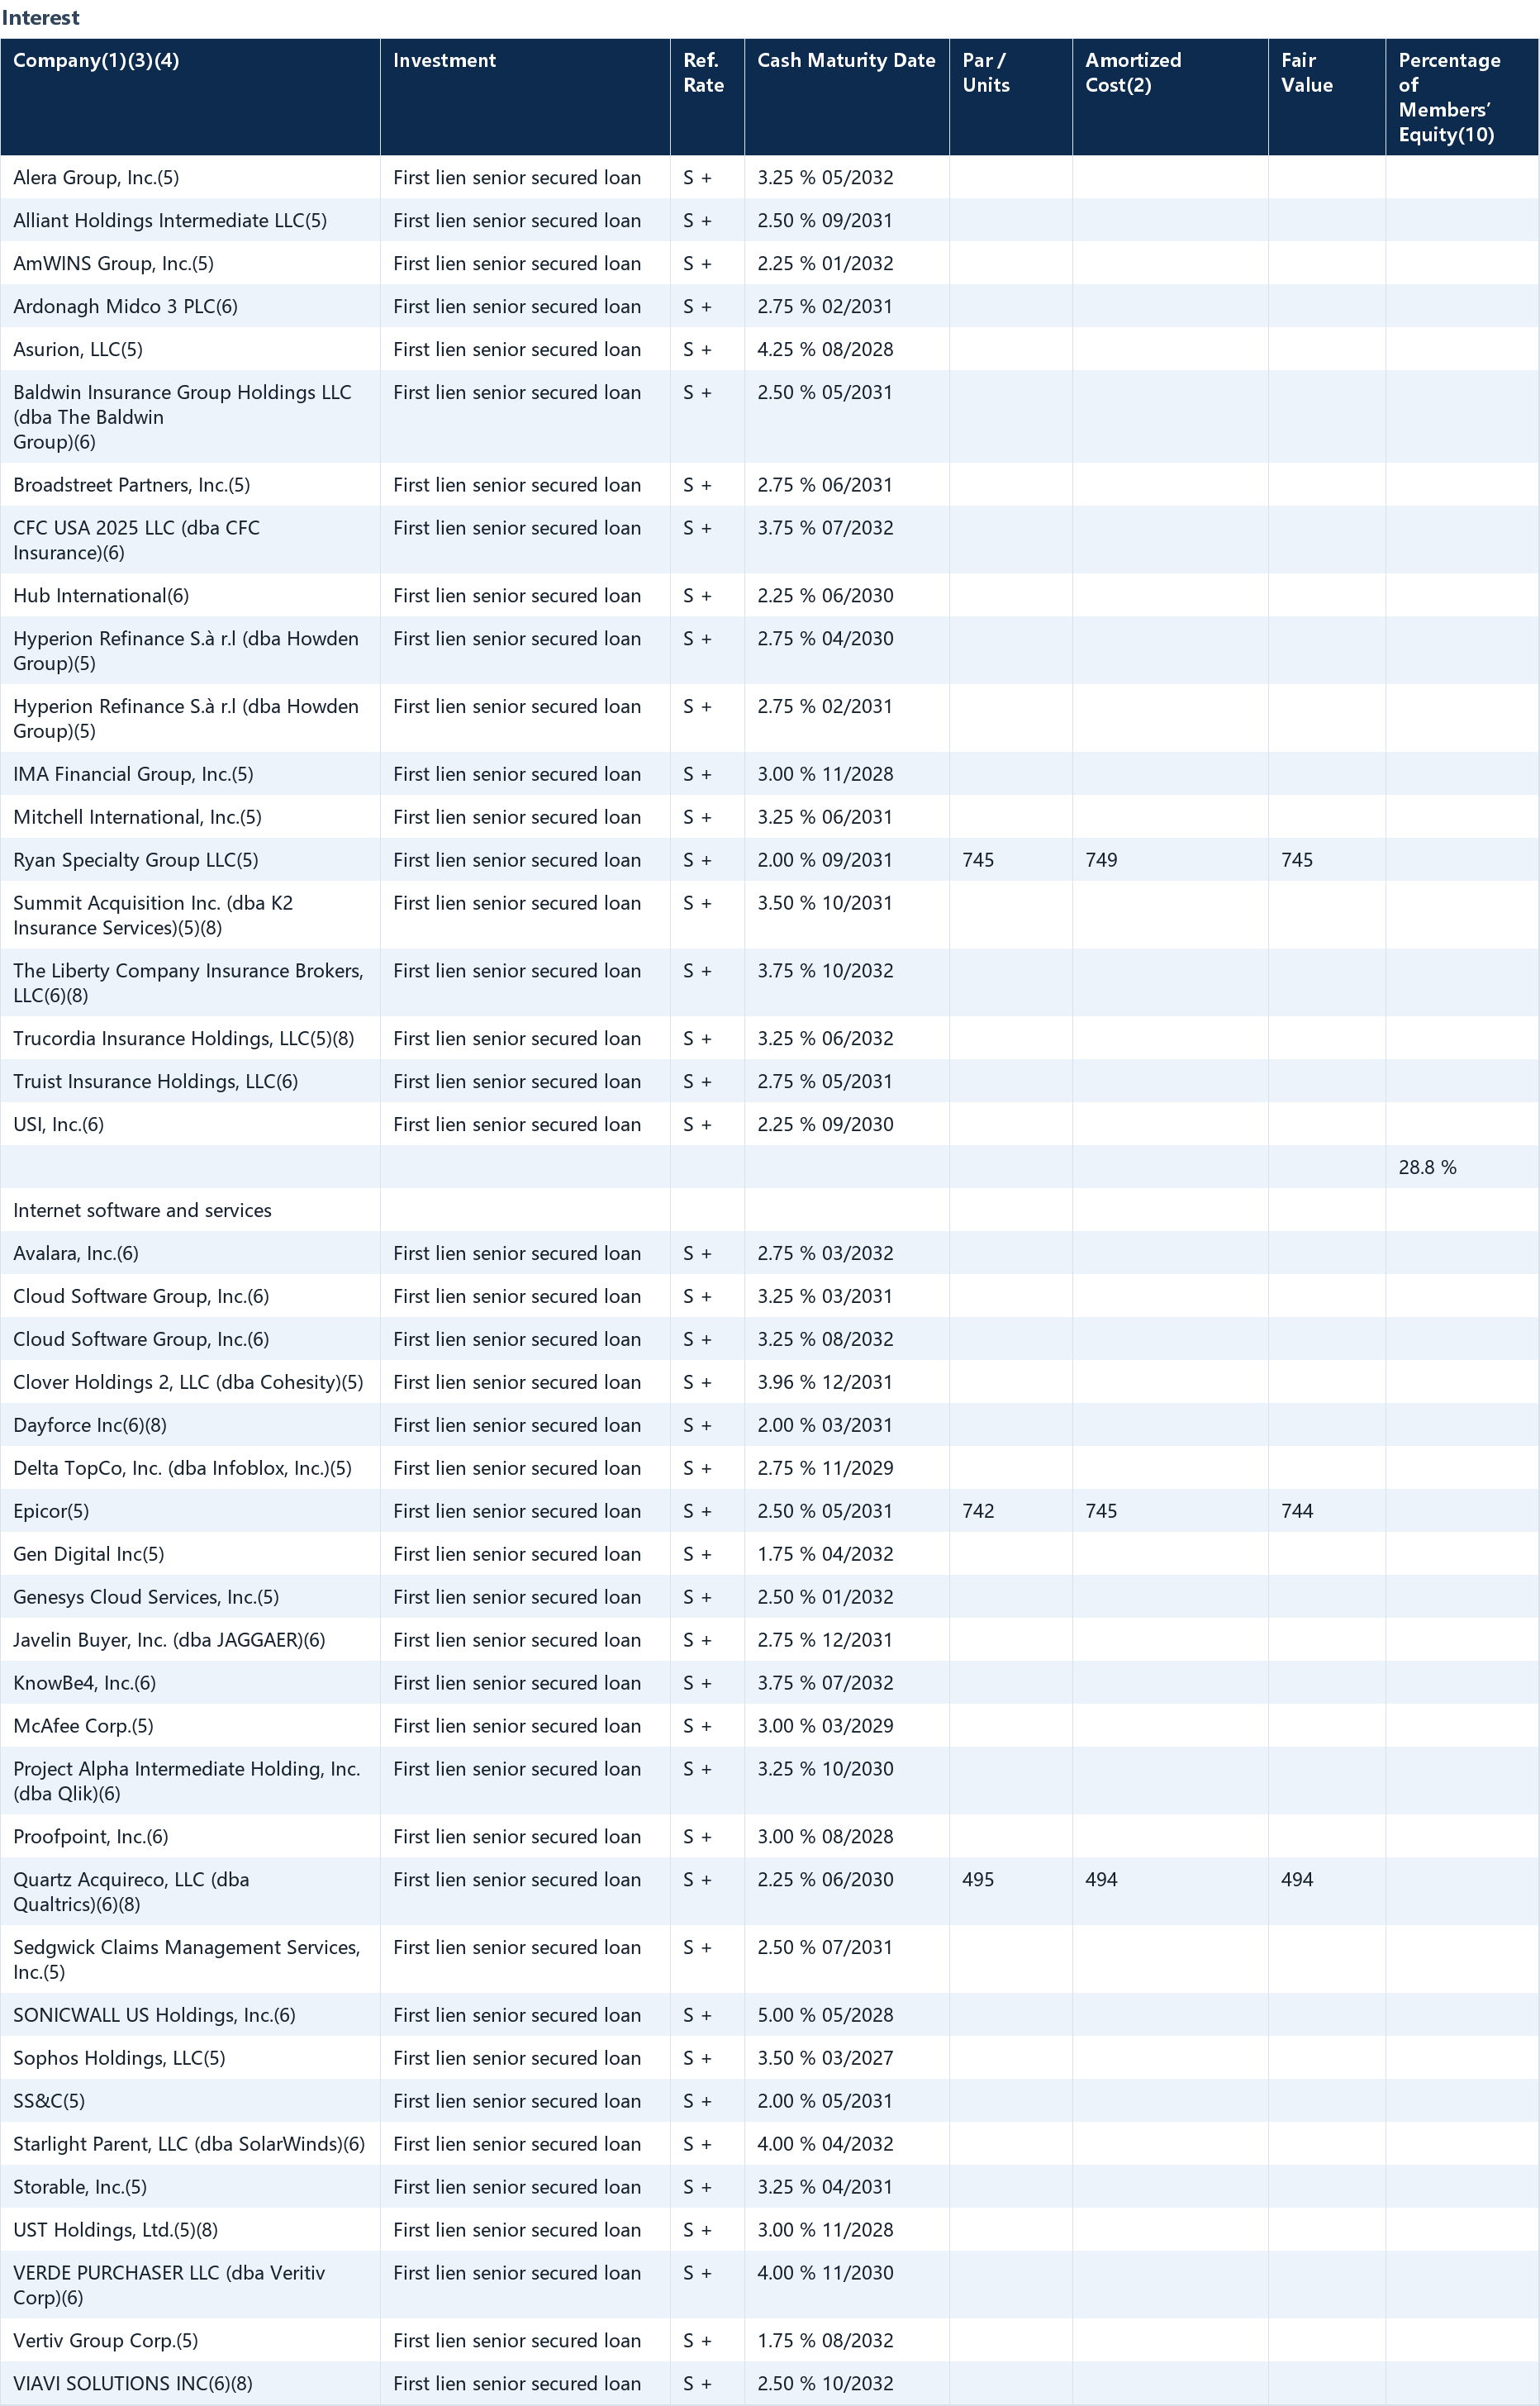 Interest
Company(1)(3)(4) Investment Ref. Rate Cash Maturity Date Par / Units Amortized Cost(2) Fair Value Percentage of Members’ Equity(10)
Alera Group, Inc.(5) First lien senior secured loan S + 3.25 % 05/2032
Alliant Holdings Intermediate LLC(5) First lien senior secured loan S + 2.50 % 09/2031
AmWINS Group, Inc.(5) First lien senior secured loan S + 2.25 % 01/2032
Ardonagh Midco 3 PLC(6) First lien senior secured loan S + 2.75 % 02/2031
Asurion, LLC(5) First lien senior secured loan S + 4.25 % 08/2028
Baldwin Insurance Group Holdings LLC First lien senior secured loan S + 2.50 % 05/2031
(dba The Baldwin
Group)(6)
Broadstreet Partners, Inc.(5) First lien senior secured loan S + 2.75 % 06/2031
CFC USA 2025 LLC (dba CFC First lien senior secured loan S + 3.75 % 07/2032
Insurance)(6)
Hub International(6) First lien senior secured loan S + 2.25 % 06/2030
Hyperion Refinance S.à r.l (dba Howden First lien senior secured loan S + 2.75 % 04/2030
Group)(5)
Hyperion Refinance S.à r.l (dba Howden First lien senior secured loan S + 2.75 % 02/2031
Group)(5)
IMA Financial Group, Inc.(5) First lien senior secured loan S + 3.00 % 11/2028
Mitchell International, Inc.(5) First lien senior secured loan S + 3.25 % 06/2031
Ryan Specialty Group LLC(5) First lien senior secured loan S + 2.00 % 09/2031 745 749 745
Summit Acquisition Inc. (dba K2 First lien senior secured loan S + 3.50 % 10/2031
Insurance Services)(5)(8)
The Liberty Company Insurance Brokers, First lien senior secured loan S + 3.75 % 10/2032
LLC(6)(8)
Trucordia Insurance Holdings, LLC(5)(8) First lien senior secured loan S + 3.25 % 06/2032
Truist Insurance Holdings, LLC(6) First lien senior secured loan S + 2.75 % 05/2031
USI, Inc.(6) First lien senior secured loan S + 2.25 % 09/2030
28.8 %
Internet software and services
Avalara, Inc.(6) First lien senior secured loan S + 2.75 % 03/2032
Cloud Software Group, Inc.(6) First lien senior secured loan S + 3.25 % 03/2031
Cloud Software Group, Inc.(6) First lien senior secured loan S + 3.25 % 08/2032
Clover Holdings 2, LLC (dba Cohesity)(5) First lien senior secured loan S + 3.96 % 12/2031
Dayforce Inc(6)(8) First lien senior secured loan S + 2.00 % 03/2031
Delta TopCo, Inc. (dba Infoblox, Inc.)(5) First lien senior secured loan S + 2.75 % 11/2029
Epicor(5) First lien senior secured loan S + 2.50 % 05/2031 742 745 744
Gen Digital Inc(5) First lien senior secured loan S + 1.75 % 04/2032
Genesys Cloud Services, Inc.(5) First lien senior secured loan S + 2.50 % 01/2032
Javelin Buyer, Inc. (dba JAGGAER)(6) First lien senior secured loan S + 2.75 % 12/2031
KnowBe4, Inc.(6) First lien senior secured loan S + 3.75 % 07/2032
McAfee Corp.(5) First lien senior secured loan S + 3.00 % 03/2029
Project Alpha Intermediate Holding, Inc. First lien senior secured loan S + 3.25 % 10/2030
(dba Qlik)(6)
Proofpoint, Inc.(6) First lien senior secured loan S + 3.00 % 08/2028
Quartz Acquireco, LLC (dba First lien senior secured loan S + 2.25 % 06/2030 495 494 494
Qualtrics)(6)(8)
Sedgwick Claims Management Services, First lien senior secured loan S + 2.50 % 07/2031
Inc.(5)
SONICWALL US Holdings, Inc.(6) First lien senior secured loan S + 5.00 % 05/2028
Sophos Holdings, LLC(5) First lien senior secured loan S + 3.50 % 03/2027
SS&C(5) First lien senior secured loan S + 2.00 % 05/2031
Starlight Parent, LLC (dba SolarWinds)(6) First lien senior secured loan S + 4.00 % 04/2032
Storable, Inc.(5) First lien senior secured loan S + 3.25 % 04/2031
UST Holdings, Ltd.(5)(8) First lien senior secured loan S + 3.00 % 11/2028
VERDE PURCHASER LLC (dba Veritiv First lien senior secured loan S + 4.00 % 11/2030
Corp)(6)
Vertiv Group Corp.(5) First lien senior secured loan S + 1.75 % 08/2032
VIAVI SOLUTIONS INC(6)(8) First lien senior secured loan S + 2.50 % 10/2032